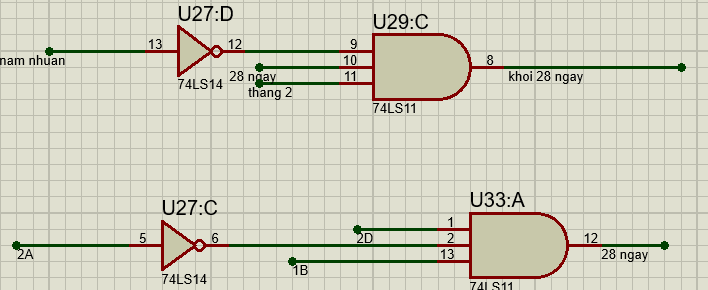 U27:D
U29:C
nam nhuan
13
12
9
10
11
8
28 ngay
thang 2
khoi 28 ngay
74LS14
74LS11
U27:C
U33:A
2A
5
6
2D
1
2
13
1B
12
28 ngay
74LS14
74LS11